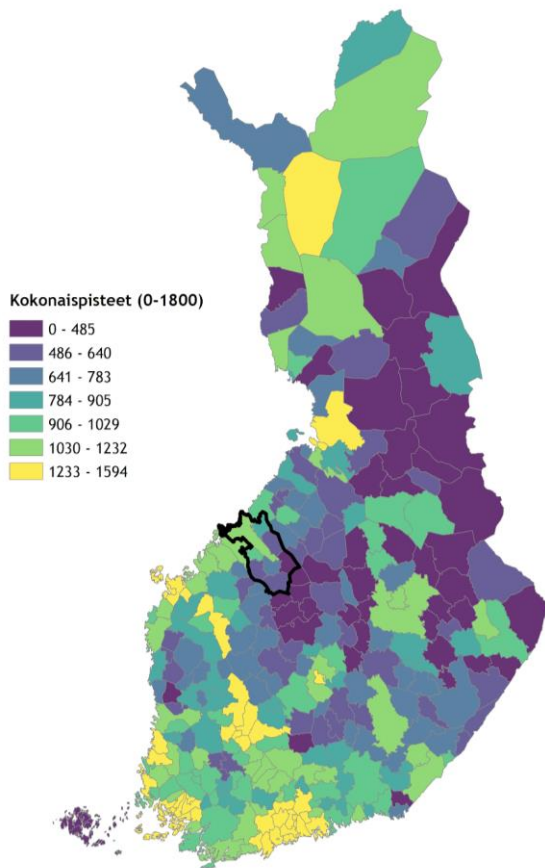 Kokonaispisteet (0-1800)
0 - 485
486 - 640
641 - 783
784 - 905
906 - 1029
1030 - 1232
1233 - 1594